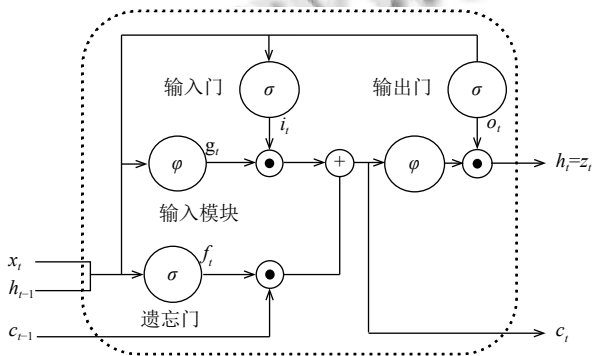 输入门
σ
输出门
σ
i_t
o_t
φ
g_t
+
φ
h_t=z_t
输入模块
x_t
h_{t-1}
σ
f_t
遗忘门
c_{t-1}
c_t